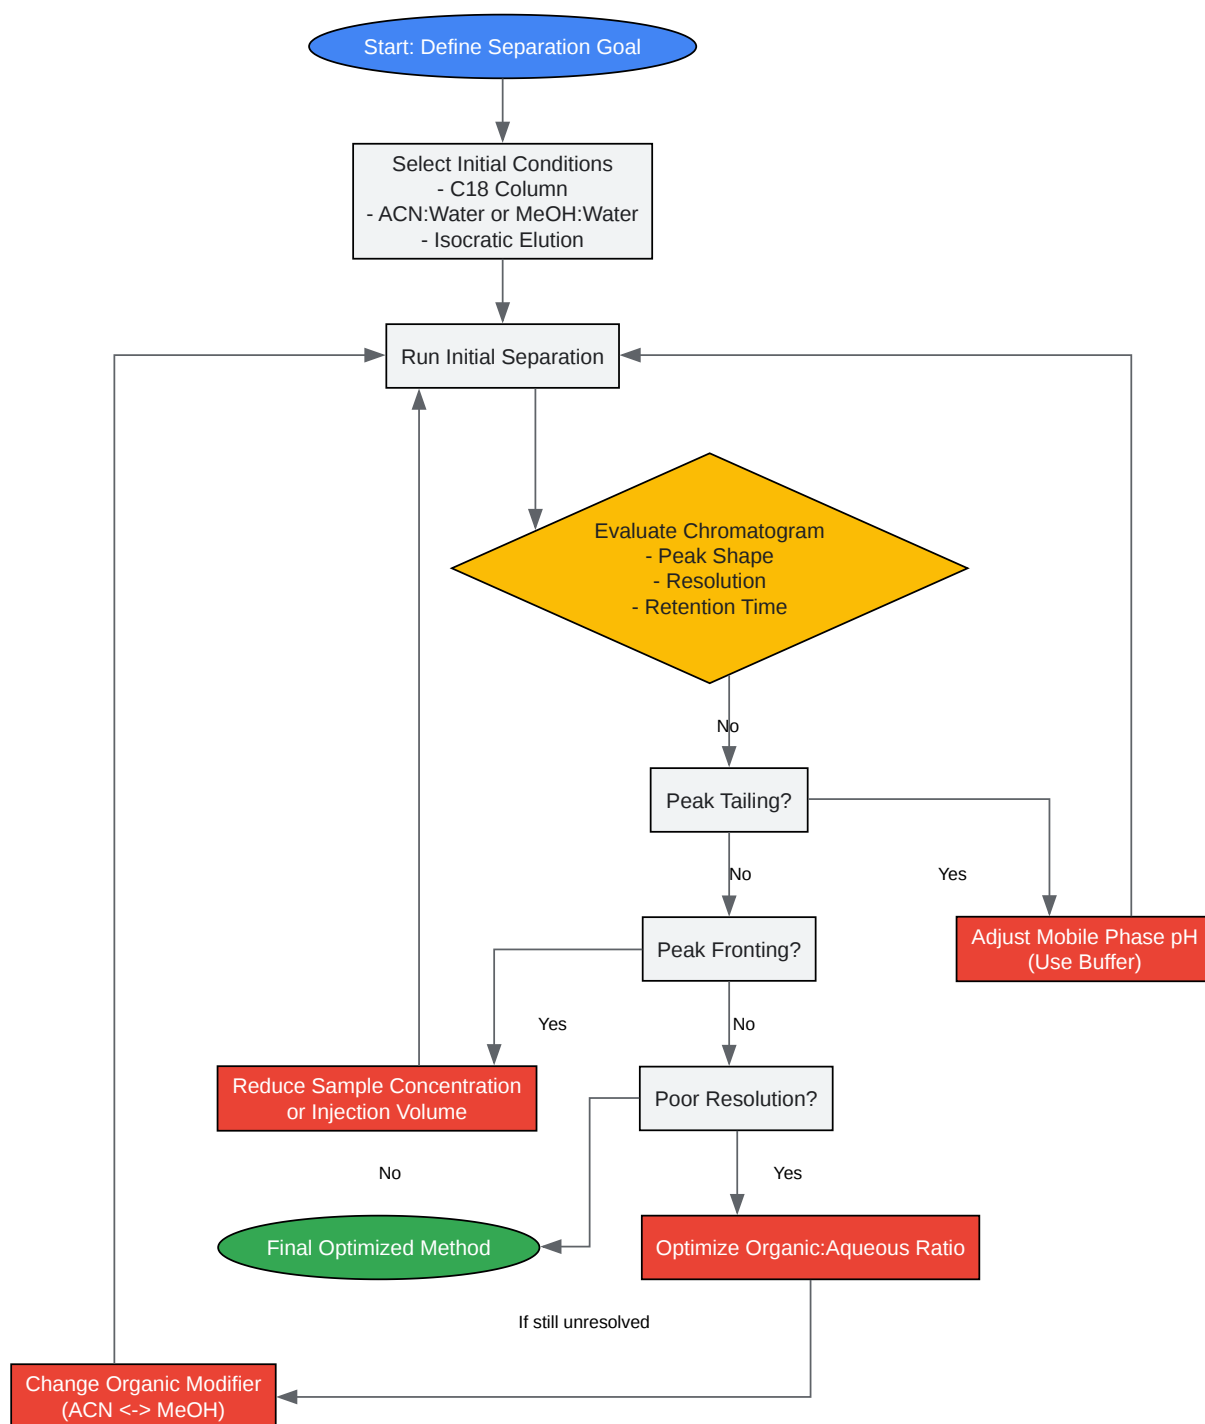 Start: Define Separation Goal
Select Initial Conditions
- C18 Column
- ACN:Water or MeOH:Water
- Isocratic Elution
Run Initial Separation
Evaluate Chromatogram
- Peak Shape
- Resolution
- Retention Time
No
Peak Tailing?
No
Yes
Peak Fronting?
Adjust Mobile Phase pH
(Use Buffer)
Yes
No
Reduce Sample Concentration
or Injection Volume
Poor Resolution?
No
Yes
Final Optimized Method
Optimize Organic:Aqueous Ratio
If still unresolved
Change Organic Modifier
(ACN <-> MeOH)